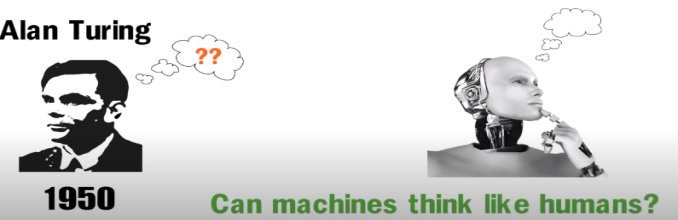 Alan Turing
??
1950
Can machines think like humans?